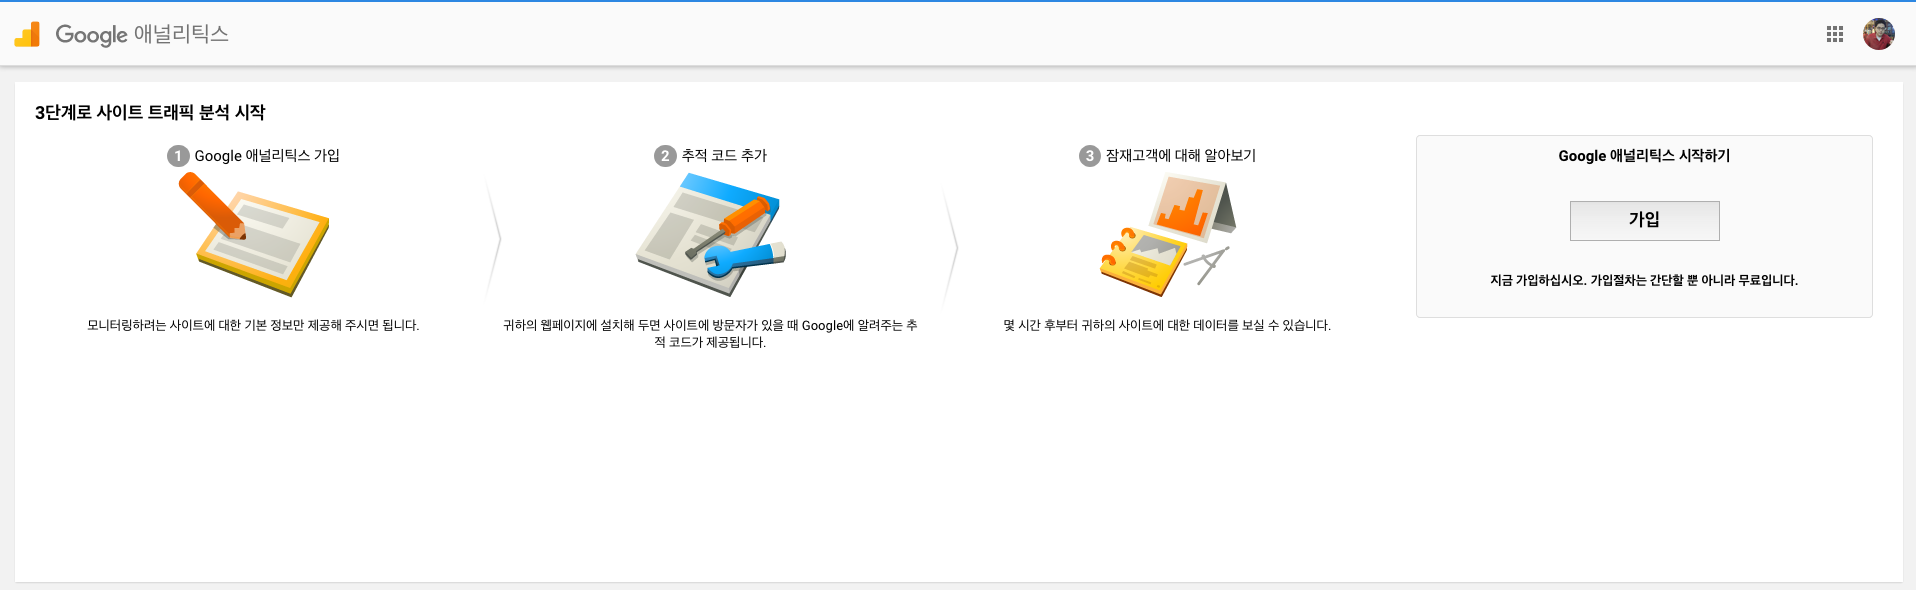 Google 애널리틱스
3단계로 사이트 트래픽 분석 시작
1 Google 애널리틱스 가입
모니터링하려는 사이트에 대한 기본 정보만 제공해 주시면 됩니다.
2 추적 코드 추가
귀하의 웹페이지에 설치해 두면 사이트에 방문자가 있을 때 Google에 알려주는 추
적 코드가 제공됩니다.
3 잠재고객에 대해 알아보기
몇 시간 후부터 귀하의 사이트에 대한 데이터를 보실 수 있습니다.
Google 애널리틱스 시작하기
가입
지금 가입하십시오. 가입절차는 간단할 뿐 아니라 무료입니다.